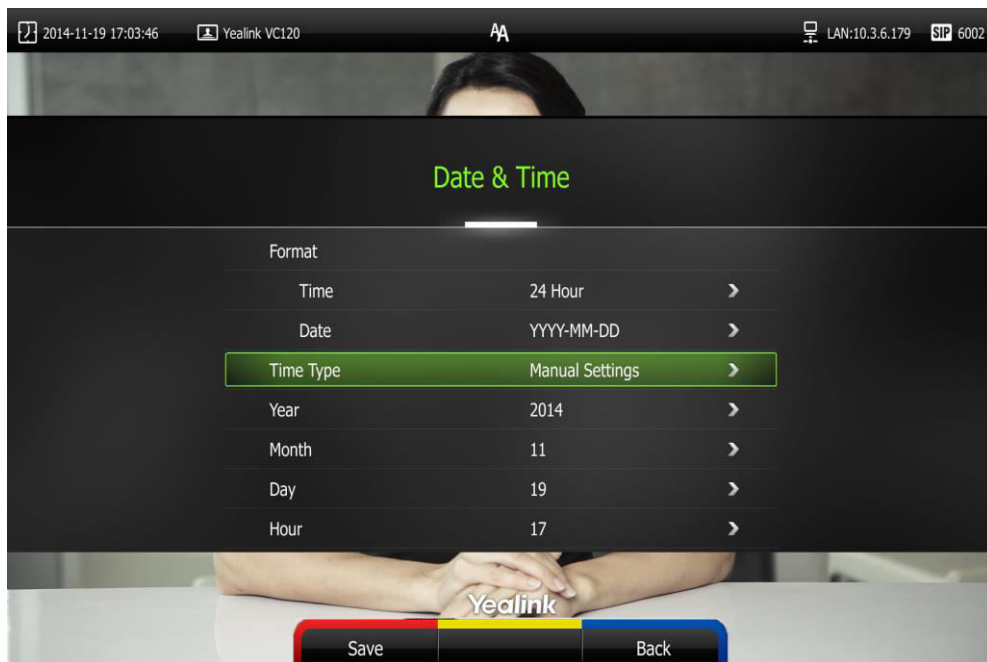 2014-11-19 17:03:46 Yealink VC120 AA LAN:10.3.6.179 SIP 6002
Date & Time
Format
Time 24 Hour
Date YYYY-MM-DD
Time Type Manual Settings
Year 2014
Month 11
Day 19
Hour 17
Yealink
Save Back